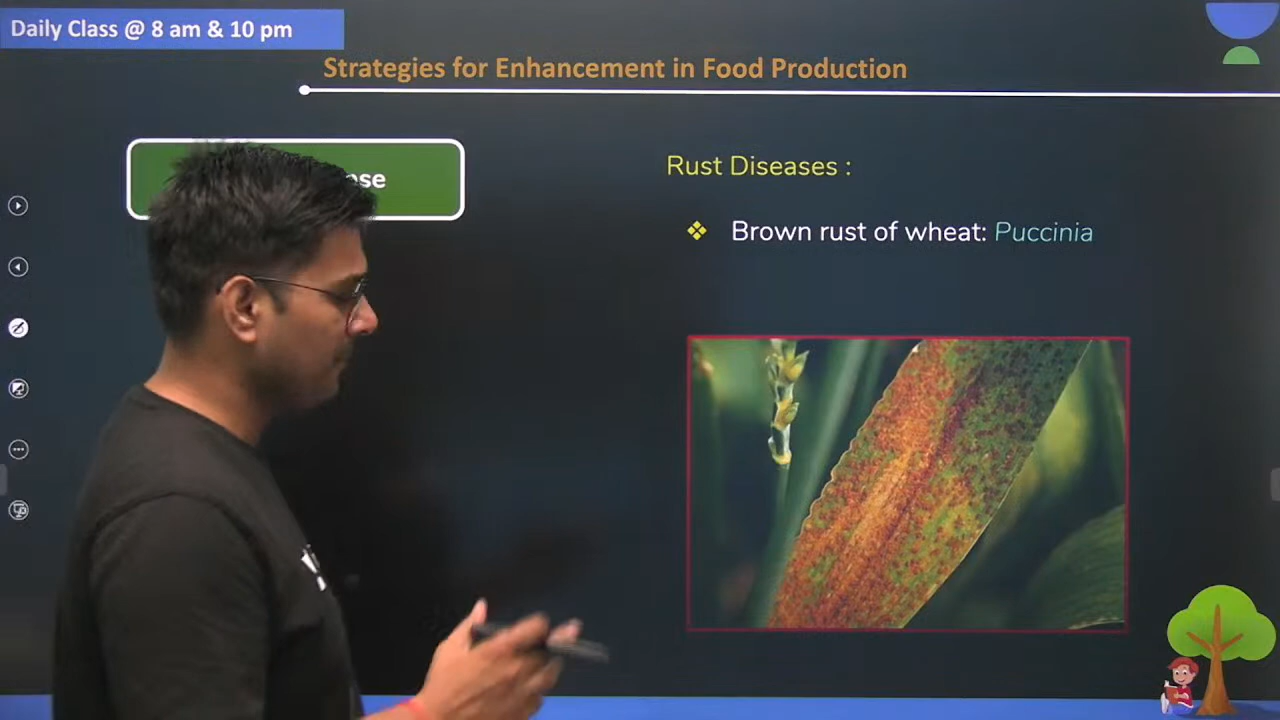 Daily Class @ 8 am & 10 pm
Strategies for Enhancement in Food Production
Rust Diseases :
Brown rust of wheat: Puccinia